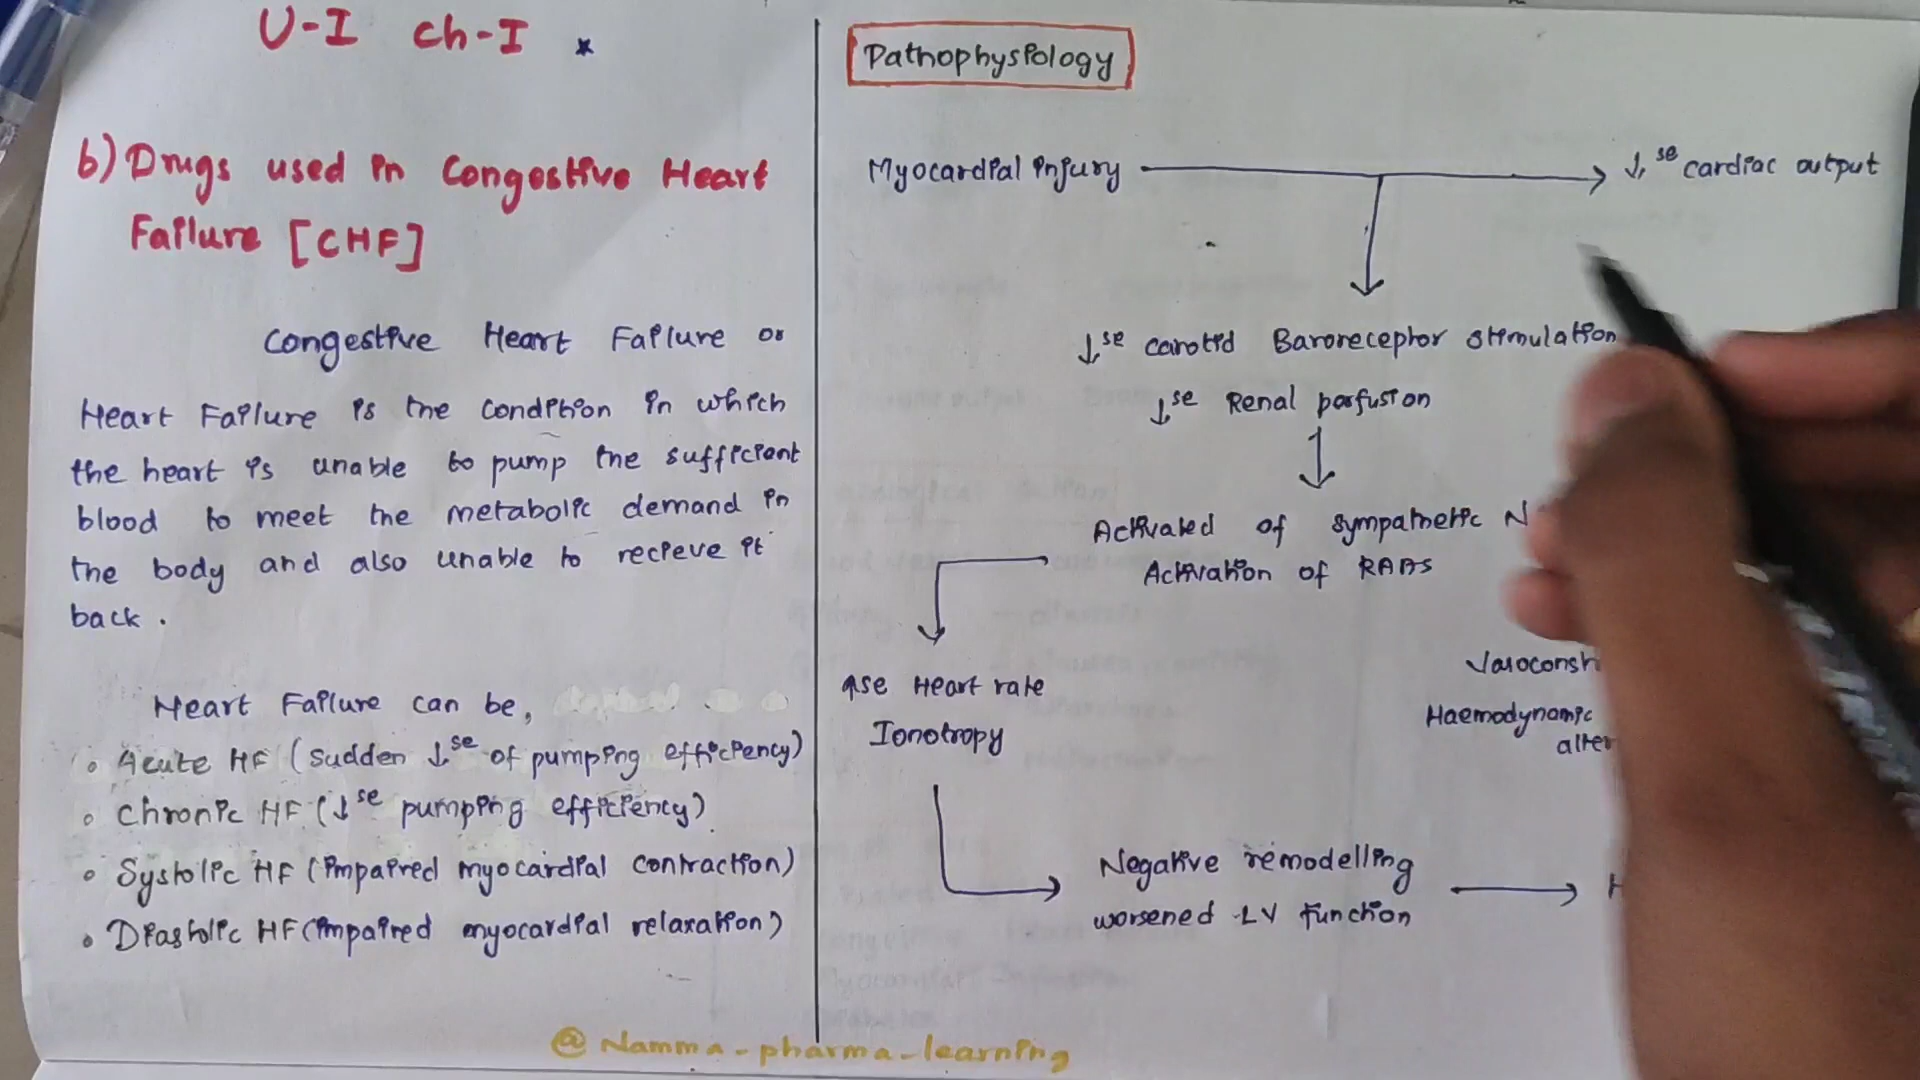 U-I Ch-I
b) Drugs used in Congestive Heart
Failure [CHF]
Congestive Heart Failure or
Heart Failure is the condition in which
the heart is unable to pump the sufficient
blood to meet the metabolic demand in
the body and also unable to recieve it
back.
Heart Failure can be,
• Acute HF (Sudden ↓se of pumping efficiency)
• Chronic HF (↓se pumping efficiency)
• Systolic HF (impaired myocardial contraction)
• Diastolic HF (impaired myocardial relaxation)
Pathophysiology
Myocardial injury → ↓se cardiac output
↓se carotid Baroreceptor stimulation
↓se Renal perfusion
Activated of sympathetic
Activation of RAAS
↑se Heart rate
Ionotropy
Haemodynamic
Negative remodelling
worsened LV function
@Namma-pharma-learning